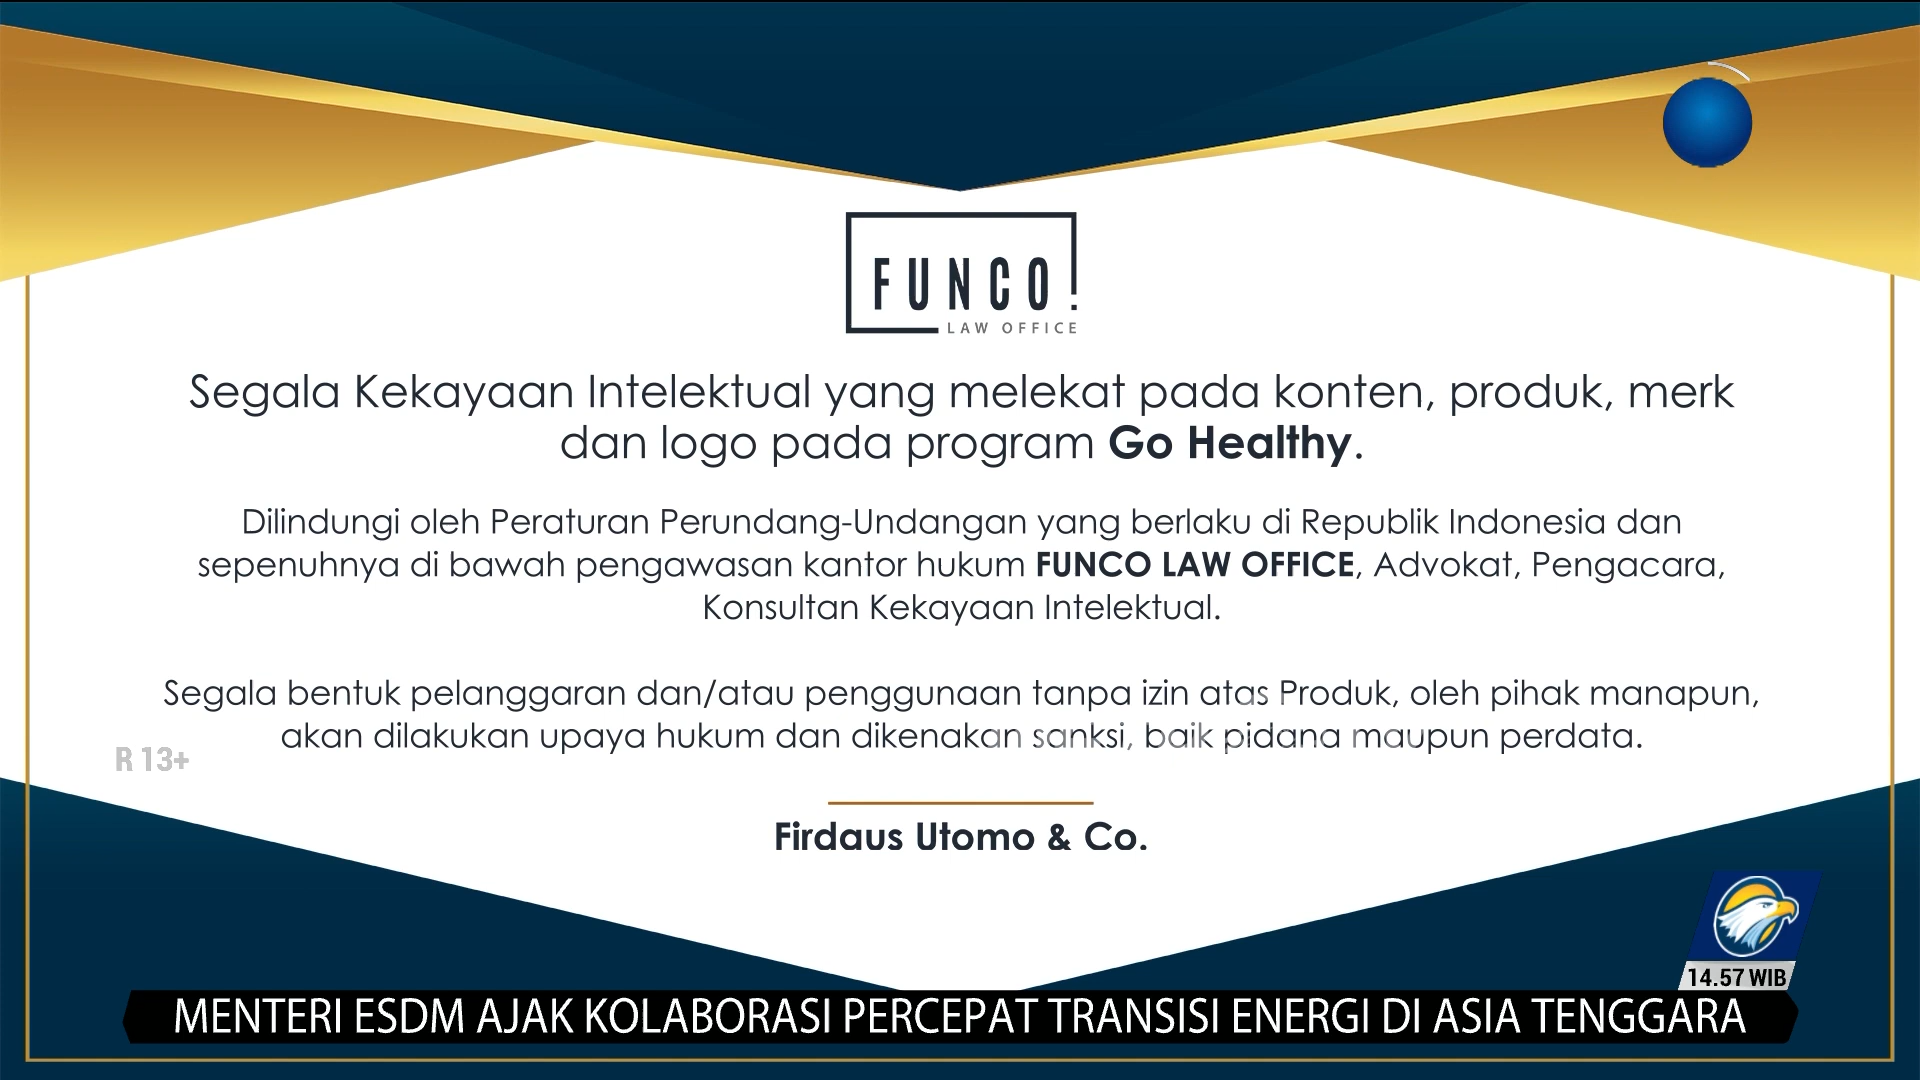 FUNCO
LAW OFFICE
Segala Kekayaan Intelektual yang melekat pada konten, produk, merk
dan logo pada program Go Healthy.
Dilindungi oleh Peraturan Perundang-Undangan yang berlaku di Republik Indonesia dan
sepenuhnya di bawah pengawasan kantor hukum FUNCO LAW OFFICE, Advokat, Pengacara,
Konsultan Kekayaan Intelektual.
Segala bentuk pelanggaran dan/atau penggunaan tanpa izin atas Produk, oleh pihak manapun,
akan dilakukan upaya hukum dan dikenakan sanksi, baik pidana maupun perdata.
R 13+
Firdaus Utomo & Co.
14.57 WIB
MENTERI ESDM AJAK KOLABORASI PERCEPAT TRANSISI ENERGI DI ASIA TENGGARA